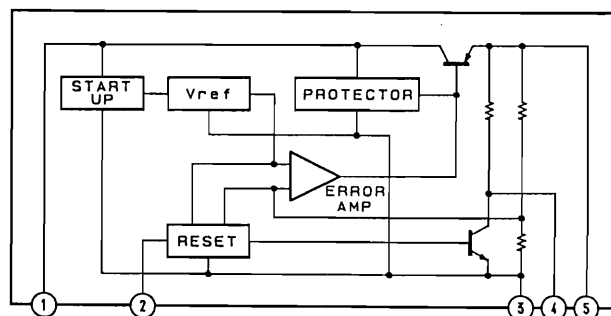 START
UP
Vref
PROTECTOR
ERROR
AMP
RESET
1 2 3 4 5